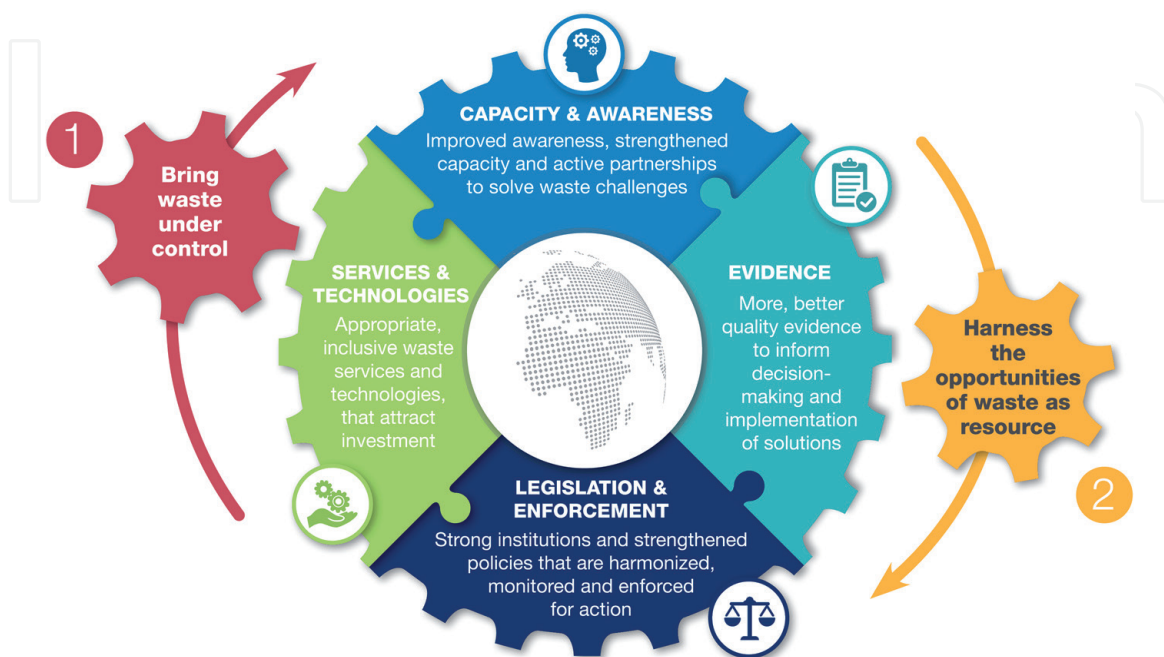 1
Bring
waste
under
control
CAPACITY & AWARENESS
Improved awareness, strengthened
capacity and active partnerships
to solve waste challenges
SERVICES &
TECHNOLOGIES
Appropriate,
inclusive waste
services and
technologies,
that attract
investment
EVIDENCE
More, better
quality evidence
to inform
decision-
making and
implementation
of solutions
LEGISLATION &
ENFORCEMENT
Strong institutions and strengthened
policies that are harmonized,
monitored and enforced
for action
Harness
the
opportunities
of waste as
resource
2